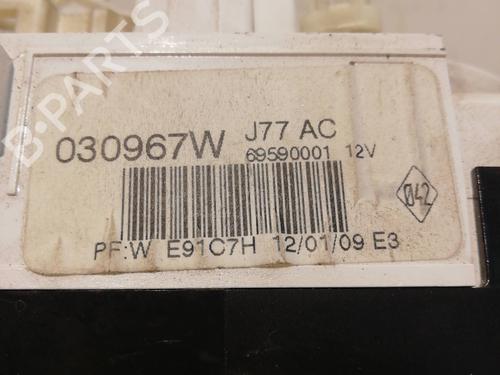 J77 AC
030967W
69590001 12V
042
PF:W E91C7H 12/01/09 E3
B-PARTS